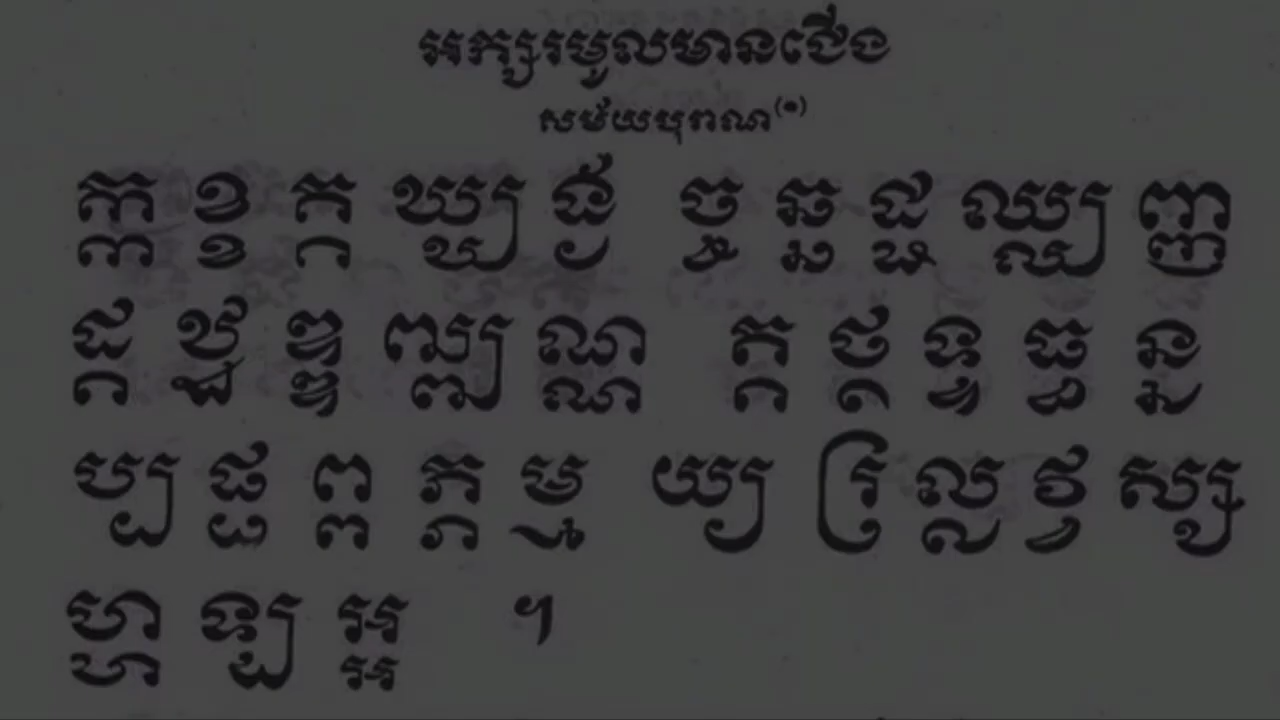 អក្សរមូលមានជើង
សម័យបុរាណ(១)
ក្ក ខ្ខ គ្គ ឃ្ឃ ង្ង ច្ច ឆ្ឆ ជ្ជ ឈ្ឈ ញ្ញ
ដ្ដ ឋ្ឋ ឌ្ឌ ឍ្ឍ ណ្ណ ត្ត ថ្ថ ទ្ទ ធ្ធ ន្ន
ប្ប ផ្ផ ព្ព ភ្ភ ម្ម យ្យ រ្រ ល្ល វ្វ ស្ស
ហ្ហ ឡ្ឡ អ្អ ។